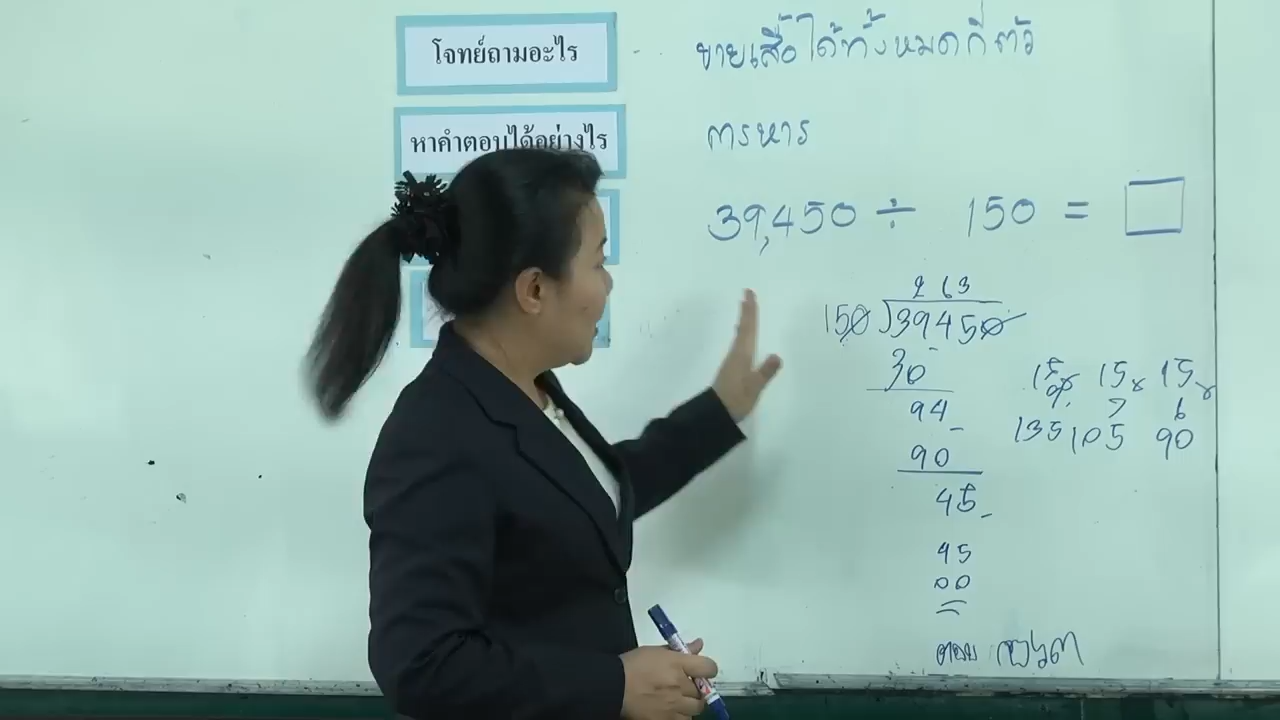 โจทย์ถามอะไร
ขายเสื้อได้ทั้งหมดกี่ตัว
หาคำตอบได้อย่างไร
การหาร
39,450 ÷ 150 = □
263
150 39450
30
94
90
45
45
00
15 × 9 135
15 × 7 105
15 × 6 90
ตอบ ๒๖๓